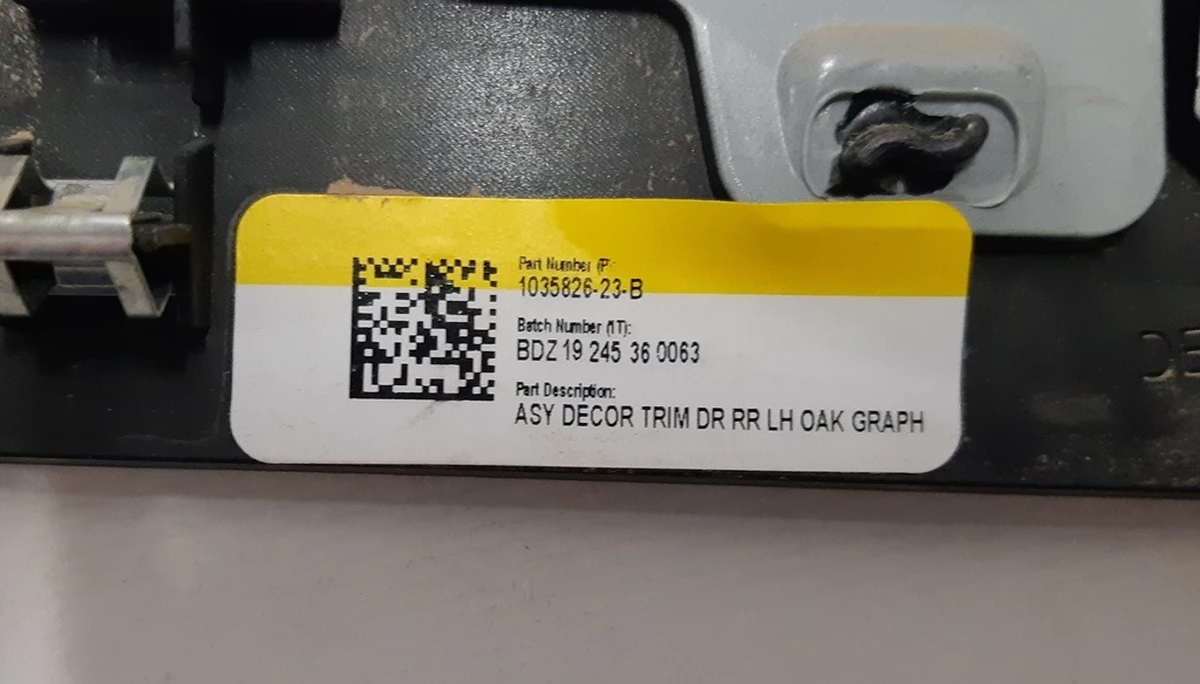 Part Number (P
1035826-23-B
Batch Number (1T):
BDZ 19 245 36 0063
Part Description:
ASY DECOR TRIM DR RR LH OAK GRAPH